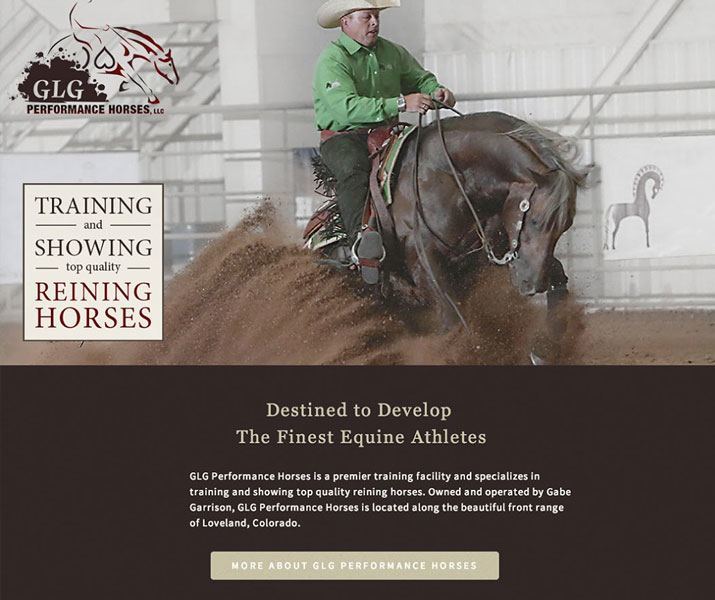 GLG
PERFORMANCE HORSES, LLC
TRAINING
and
SHOWING
top quality
REINING
HORSES
Destined to Develop
The Finest Equine Athletes
GLG Performance Horses is a premier training facility and specializes in
training and showing top quality reining horses. Owned and operated by Gabe
Garrison, GLG Performance Horses is located along the beautiful front range
of Loveland, Colorado.
MORE ABOUT GLG PERFORMANCE HORSES